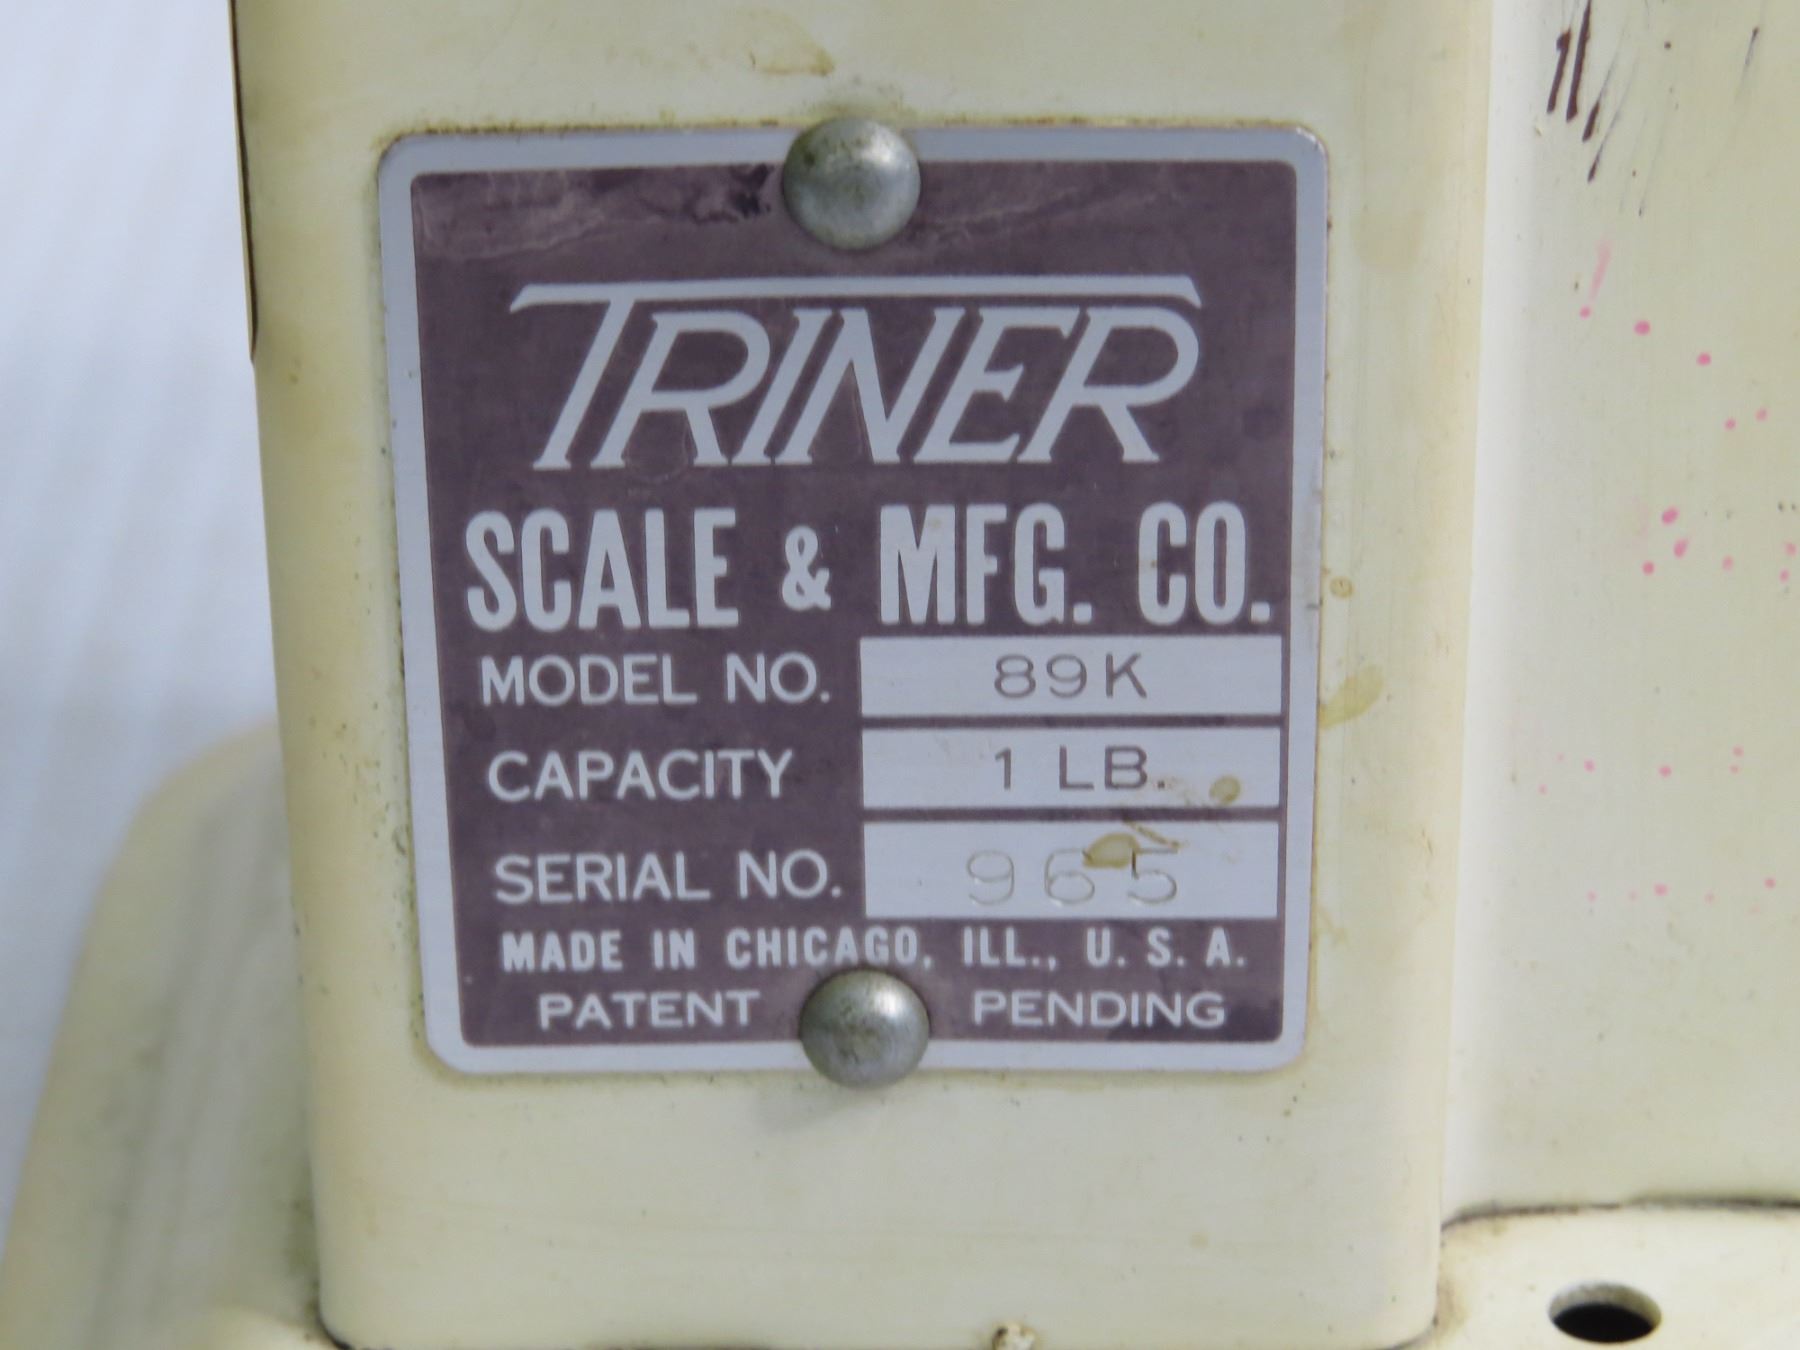 TRINER
SCALE & MFG. CO.
MODEL NO. 89K
CAPACITY 1 LB.
SERIAL NO. 965
MADE IN CHICAGO, ILL., U. S. A.
PATENT PENDING